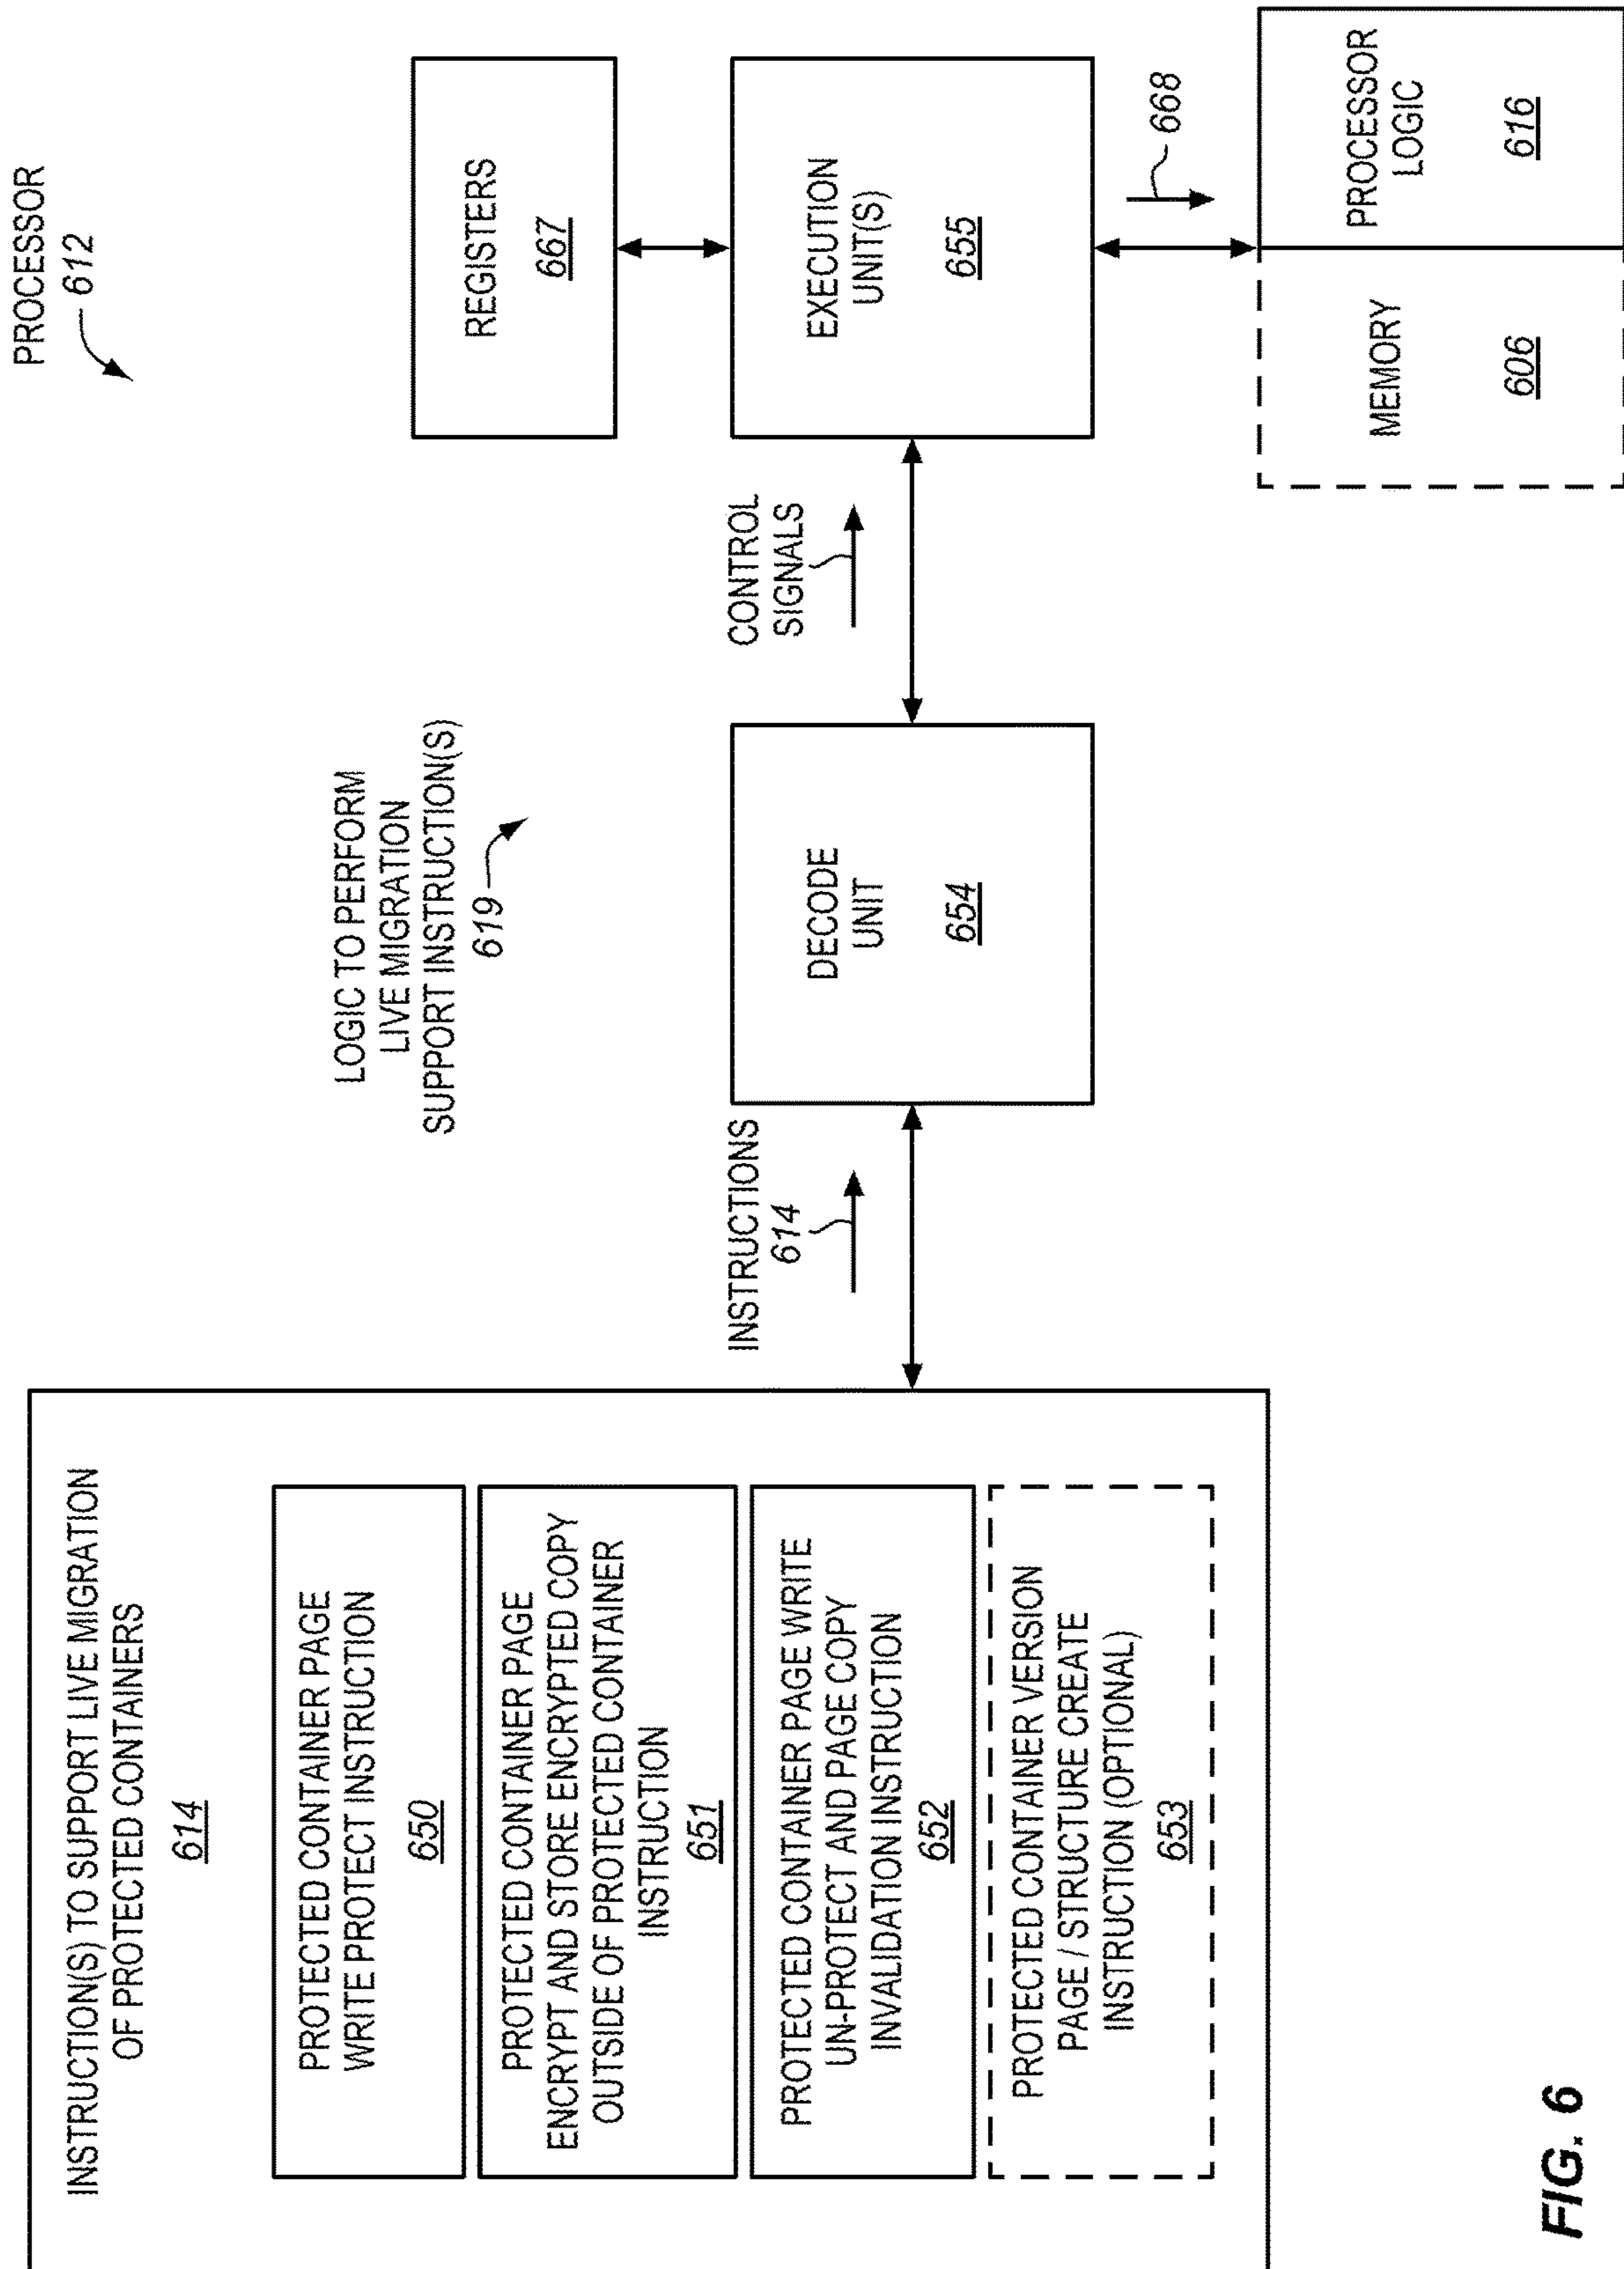 PROCESSOR
612
INSTRUCTION(S) TO SUPPORT LIVE MIGRATION
OF PROTECTED CONTAINERS
614
PROTECTED CONTAINER PAGE
WRITE PROTECT INSTRUCTION
650
PROTECTED CONTAINER PAGE
ENCRYPT AND STORE ENCRYPTED COPY
OUTSIDE OF PROTECTED CONTAINER
INSTRUCTION
651
PROTECTED CONTAINER PAGE WRITE
UN-PROTECT AND PAGE COPY
INVALIDATION INSTRUCTION
652
PROTECTED CONTAINER VERSION
PAGE / STRUCTURE CREATE
INSTRUCTION (OPTIONAL)
653
INSTRUCTIONS
614
LOGIC TO PERFORM
LIVE MIGRATION
SUPPORT INSTRUCTION(S)
619
DECODE
UNIT
654
CONTROL
SIGNALS
REGISTERS
667
EXECUTION
UNIT(S)
655
668
MEMORY
606
PROCESSOR
LOGIC
616
FIG. 6